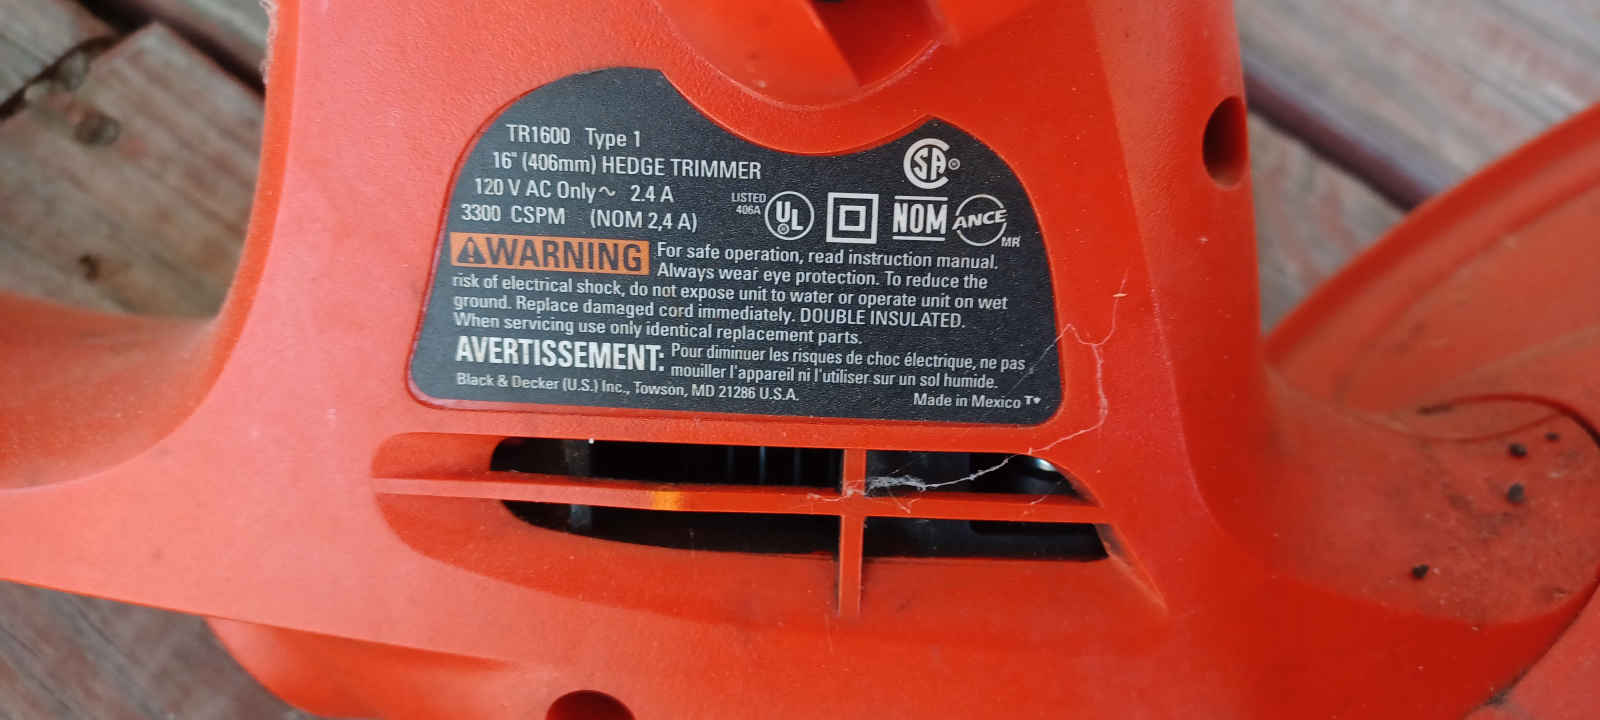 TR1600 Type 1
16" (406mm) HEDGE TRIMMER
120 V AC Only ~ 2.4 A
3300 CSPM (NOM 2,4 A)
LISTED
406A
UL
SA
NOM
ANCE
MR
WARNING
For safe operation, read instruction manual.
Always wear eye protection. To reduce the
risk of electrical shock, do not expose unit to water or operate unit on wet
ground. Replace damaged cord immediately. DOUBLE INSULATED.
When servicing use only identical replacement parts.
AVERTISSEMENT: Pour diminuer les risques de choc électrique, ne pas
mouiller l'appareil ni l'utiliser sur un sol humide.
Black & Decker (U.S.) Inc., Towson, MD 21286 U.S.A.
Made in Mexico